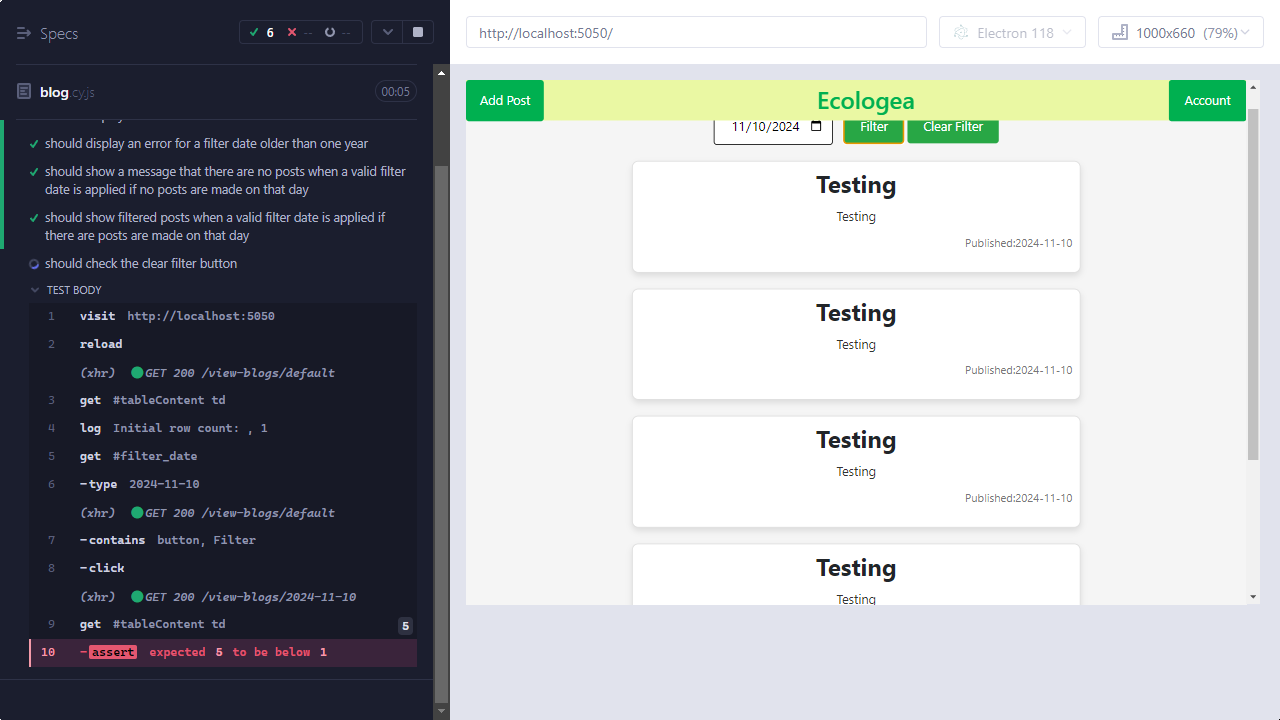 Specs
6
--
--
blog.cy.js
00:05
should display an error for a filter date older than one year
should show a message that there are no posts when a valid filter
date is applied if no posts are made on that day
should show filtered posts when a valid filter date is applied if
there are posts are made on that day
should check the clear filter button
TEST BODY
1 visit http://localhost:5050
2 reload
(xhr) GET 200 /view-blogs/default
3 get #tableContent td
4 log Initial row count: , 1
5 get #filter_date
6 -type 2024-11-10
(xhr) GET 200 /view-blogs/default
7 -contains button, Filter
8 -click
(xhr) GET 200 /view-blogs/2024-11-10
9 get #tableContent td 5
10 -assert expected 5 to be below 1
http://localhost:5050/
Electron 118
1000x660 (79%)
Add Post
Ecologea
Account
11/10/2024
Filter
Clear Filter
Testing
Testing
Published:2024-11-10
Testing
Testing
Published:2024-11-10
Testing
Testing
Published:2024-11-10
Testing
Testing